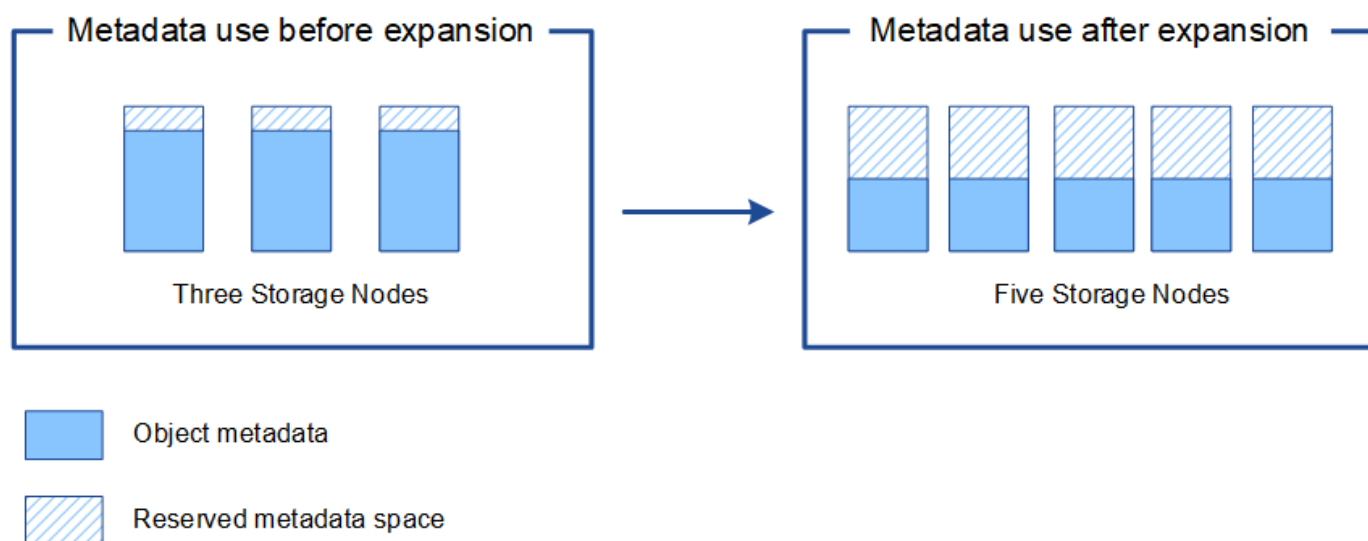 Metadata use before expansion
Metadata use after expansion
Three Storage Nodes
Five Storage Nodes
Object metadata
Reserved metadata space